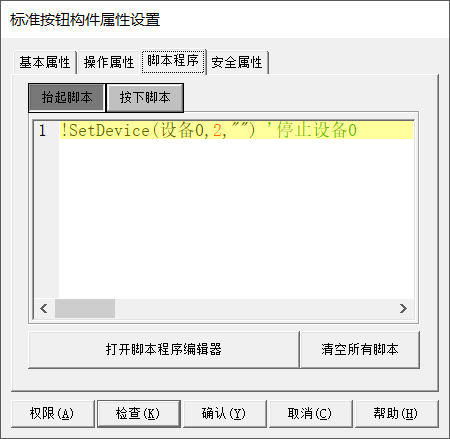 标准按钮构件属性设置
基本属性 操作属性 脚本程序 安全属性
抬起脚本 按下脚本
1 !SetDevice(设备0,2,"") '停止设备0
打开脚本程序编辑器 清空所有脚本
权限(A) 检查(K) 确认(Y) 取消(C) 帮助(H)